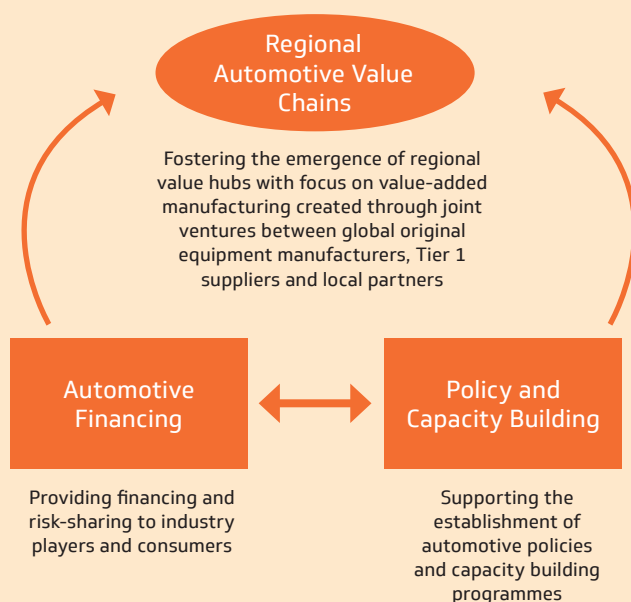 Regional
Automotive Value
Chains
Fostering the emergence of regional
value hubs with focus on value-added
manufacturing created through joint
ventures between global original
equipment manufacturers, Tier 1
suppliers and local partners
Automotive
Financing
Policy and
Capacity Building
Providing financing and
risk-sharing to industry
players and consumers
Supporting the
establishment of
automotive policies
and capacity building
programmes